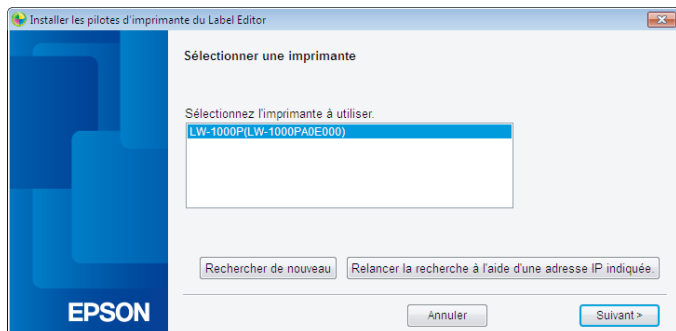 Installer les pilotes d'imprimante du Label Editor
Sélectionner une imprimante
Sélectionnez l'imprimante à utiliser.
LW-1000P(LW-1000PA0E000)
Rechercher de nouveau Relancer la recherche à l'aide d'une adresse IP indiquée.
EPSON
Annuler Suivant >